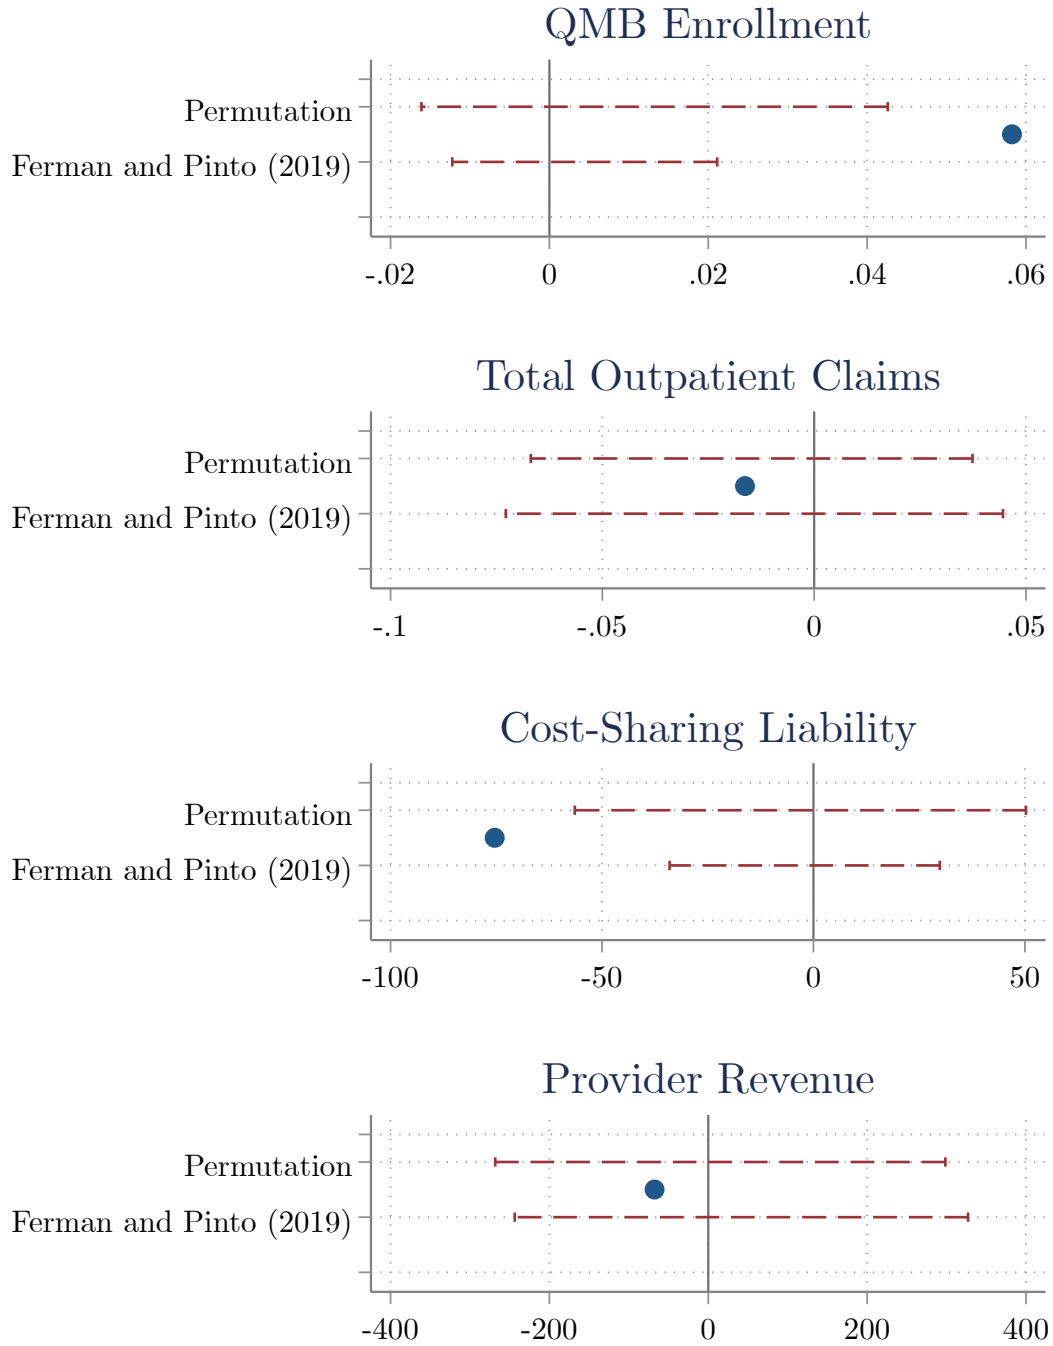 QMB Enrollment
Permutation
Ferman and Pinto (2019)
-.02 0 .02 .04 .06
Total Outpatient Claims
Permutation
Ferman and Pinto (2019)
-.1 -.05 0 .05
Cost-Sharing Liability
Permutation
Ferman and Pinto (2019)
-100 -50 0 50
Provider Revenue
Permutation
Ferman and Pinto (2019)
-400 -200 0 200 400